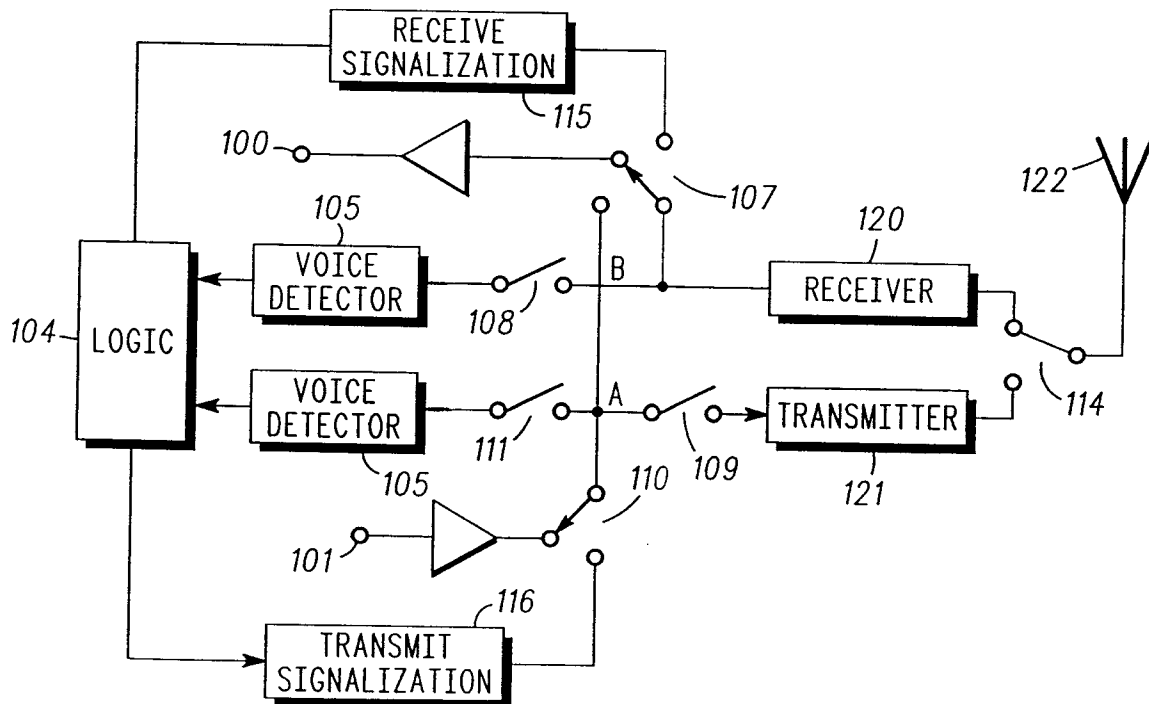 RECEIVE
SIGNALIZATION
115
100
107
122
105
VOICE
DETECTOR
108
B
120
RECEIVER
104
LOGIC
114
VOICE
DETECTOR
105
111
A
109
TRANSMITTER
121
110
101
116
TRANSMIT
SIGNALIZATION